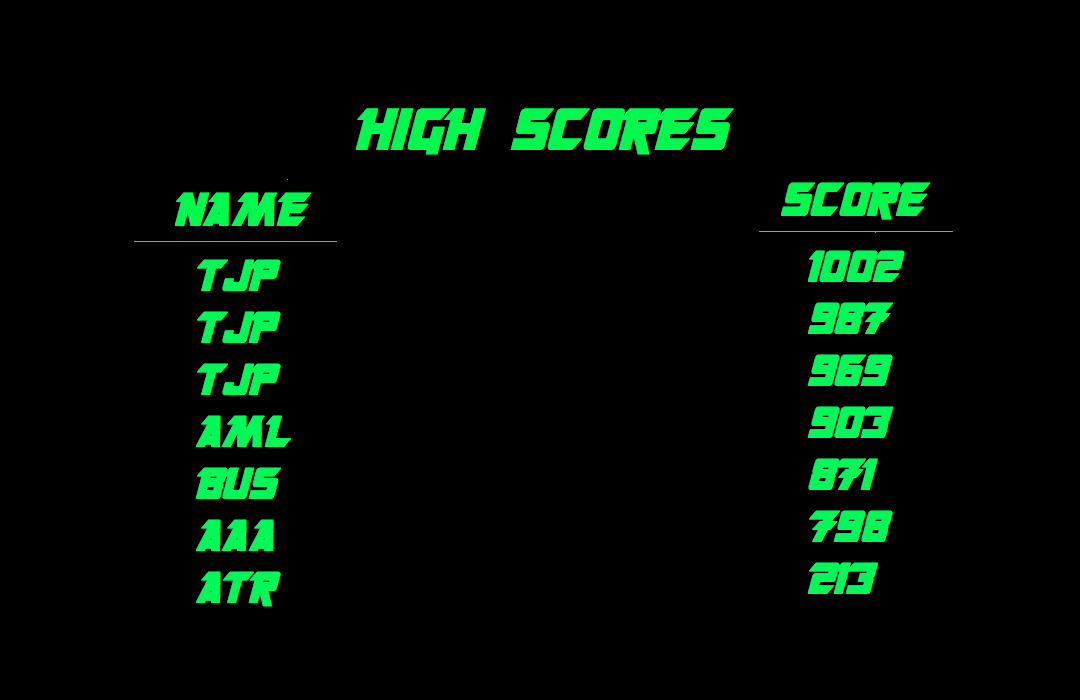 HIGH SCORES
NAME SCORE
TJP 1002
TJP 987
TJP 969
AML 903
BUS 871
AAA 798
ATR 213